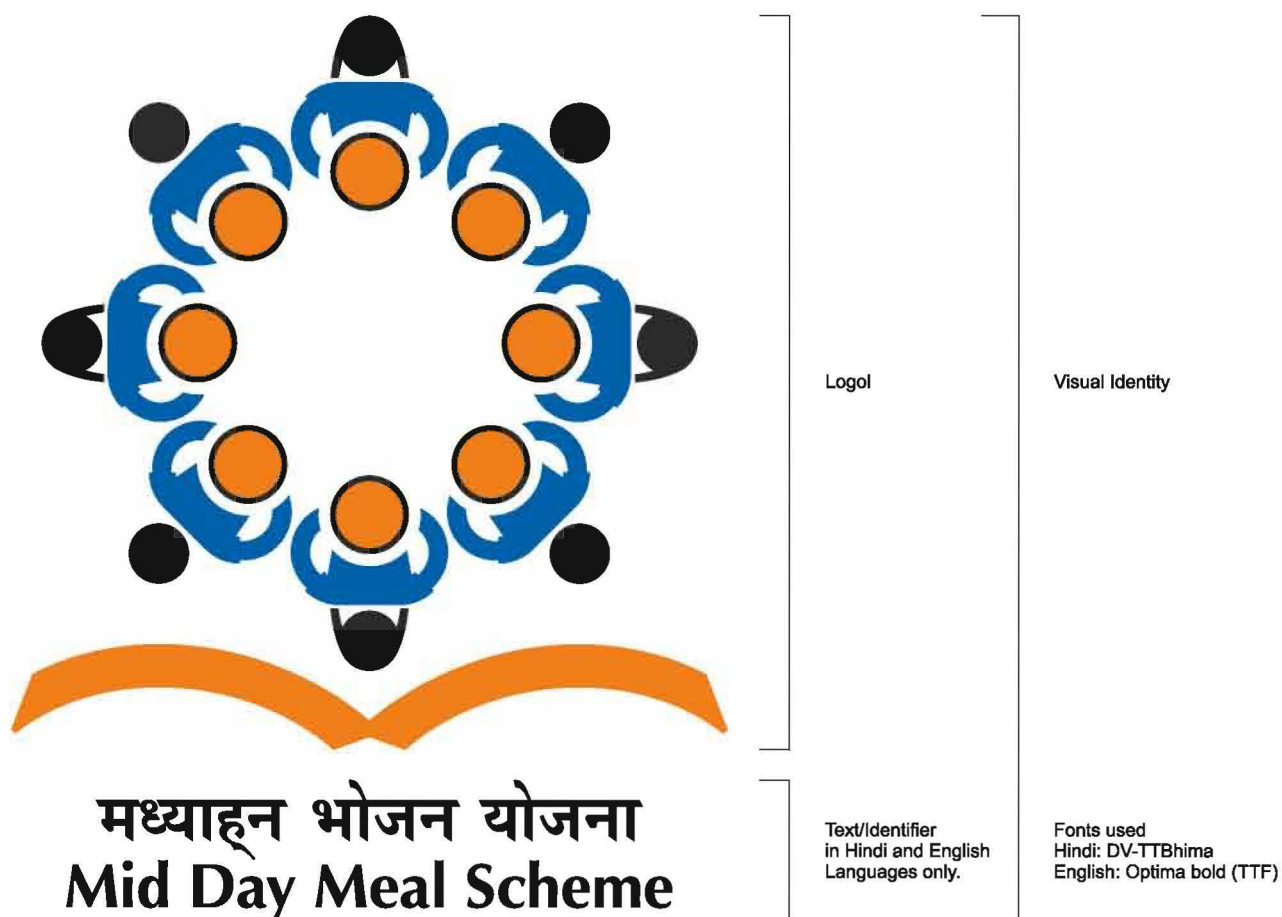 Logol
Visual Identity
मध्याह्न भोजन योजना
Mid Day Meal Scheme
Text/Identifier
in Hindi and English
Languages only.
Fonts used
Hindi: DV-TTBhima
English: Optima bold (TTF)